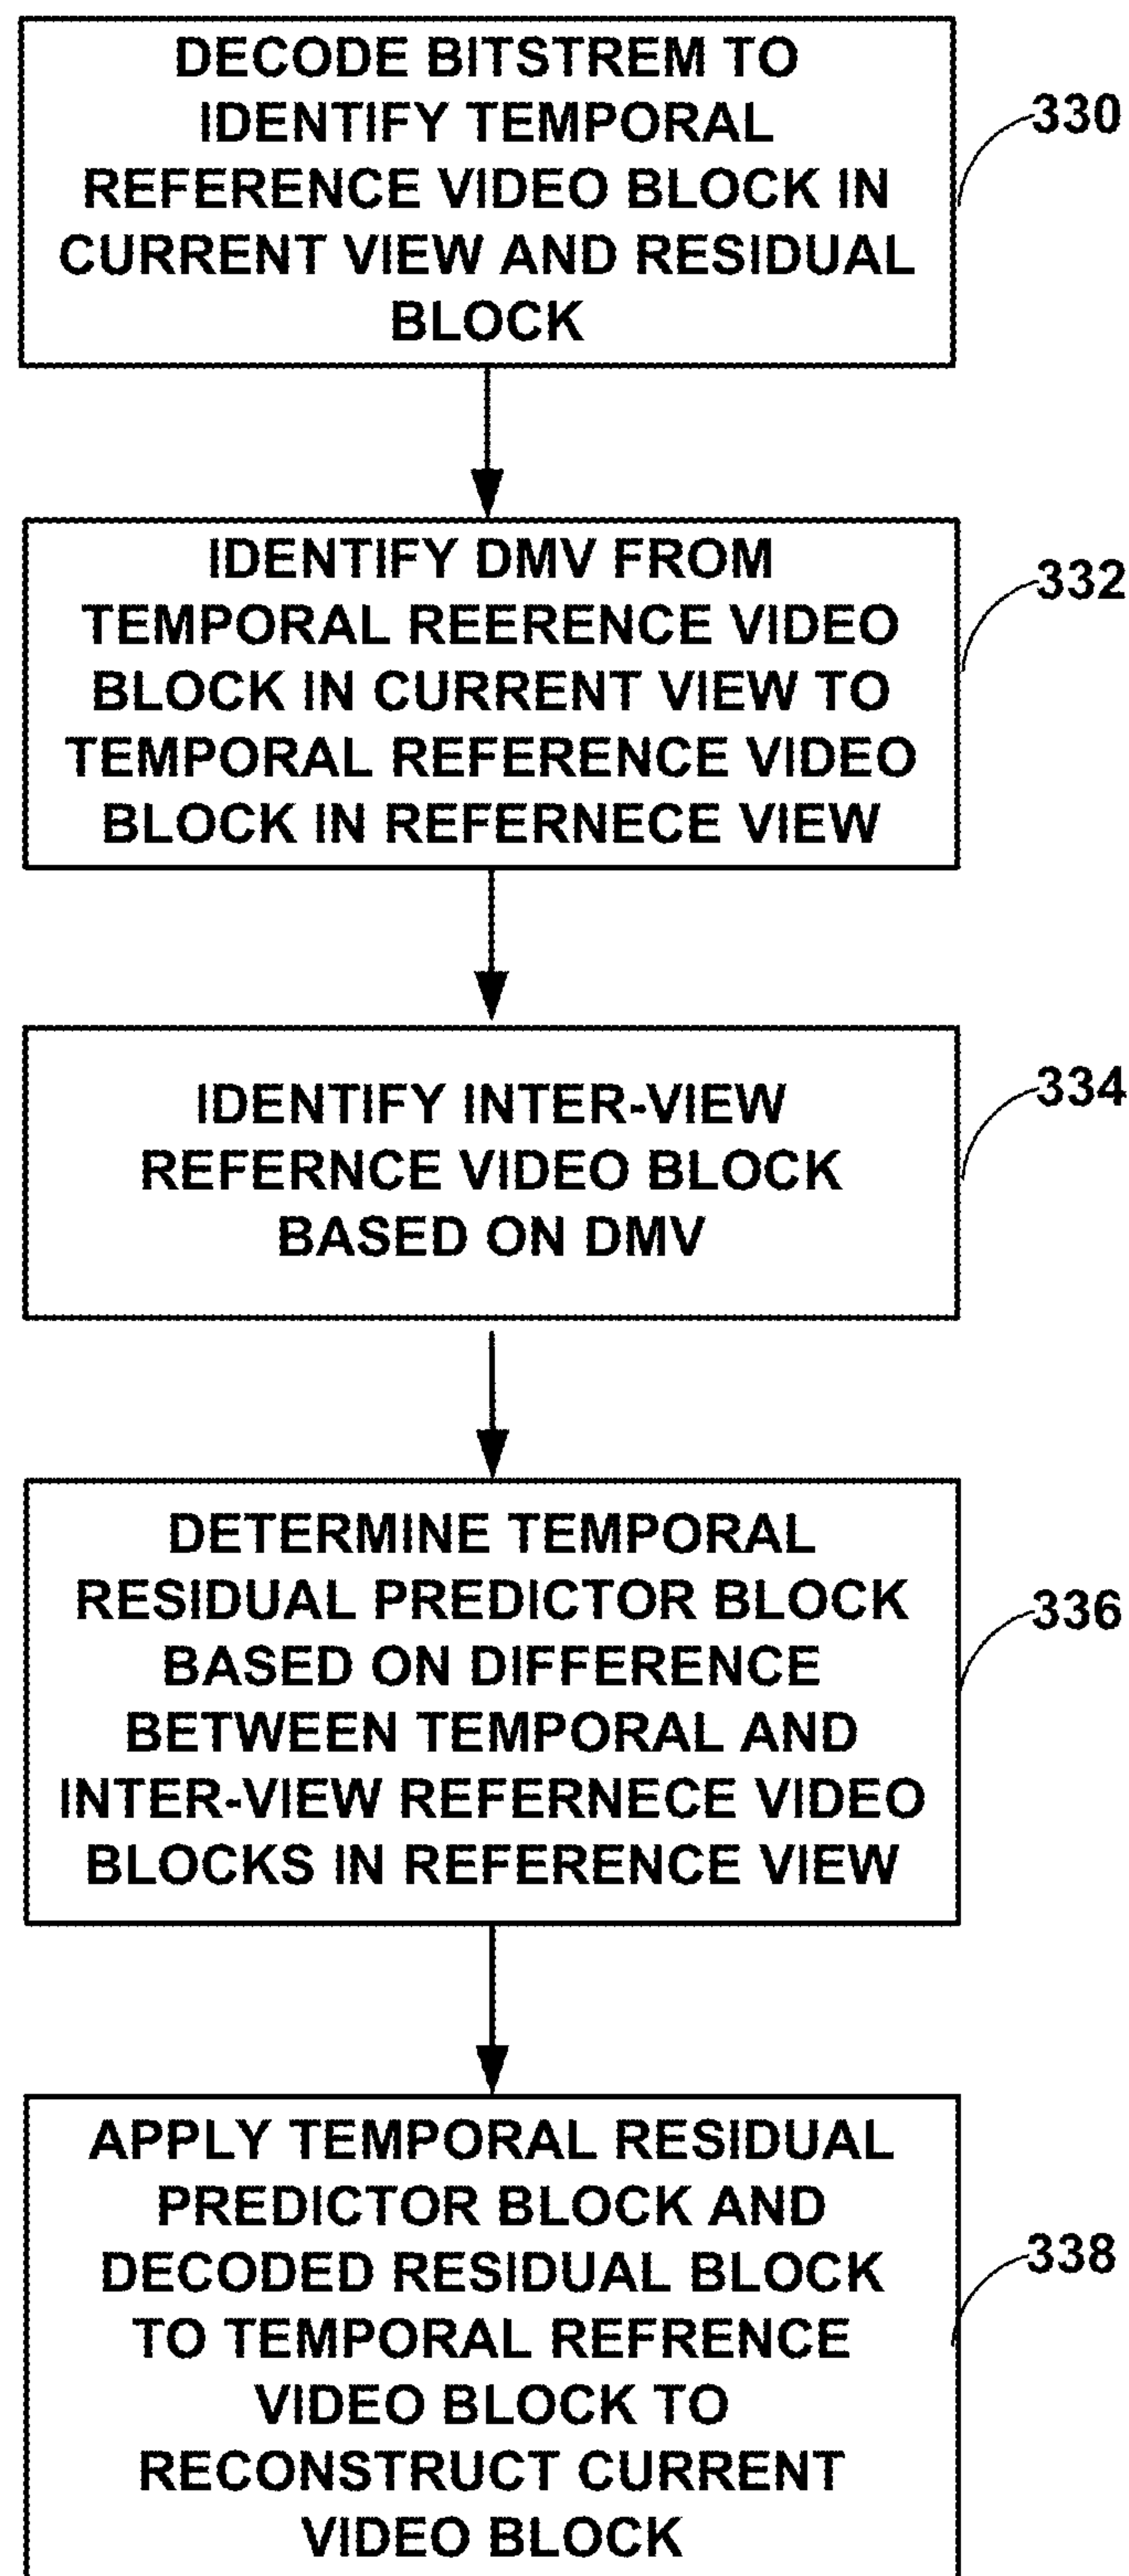 DECODE BITSTREM TO
IDENTIFY TEMPORAL
REFERENCE VIDEO BLOCK IN
CURRENT VIEW AND RESIDUAL
BLOCK
330
IDENTIFY DMV FROM
TEMPORAL REERENCE VIDEO
BLOCK IN CURRENT VIEW TO
TEMPORAL REFERENCE VIDEO
BLOCK IN REFERNECE VIEW
332
IDENTIFY INTER-VIEW
REFERNCE VIDEO BLOCK
BASED ON DMV
334
DETERMINE TEMPORAL
RESIDUAL PREDICTOR BLOCK
BASED ON DIFFERENCE
BETWEEN TEMPORAL AND
INTER-VIEW REFERNECE VIDEO
BLOCKS IN REFERENCE VIEW
336
APPLY TEMPORAL RESIDUAL
PREDICTOR BLOCK AND
DECODED RESIDUAL BLOCK
TO TEMPORAL REFRENCE
VIDEO BLOCK TO
RECONSTRUCT CURRENT
VIDEO BLOCK
338